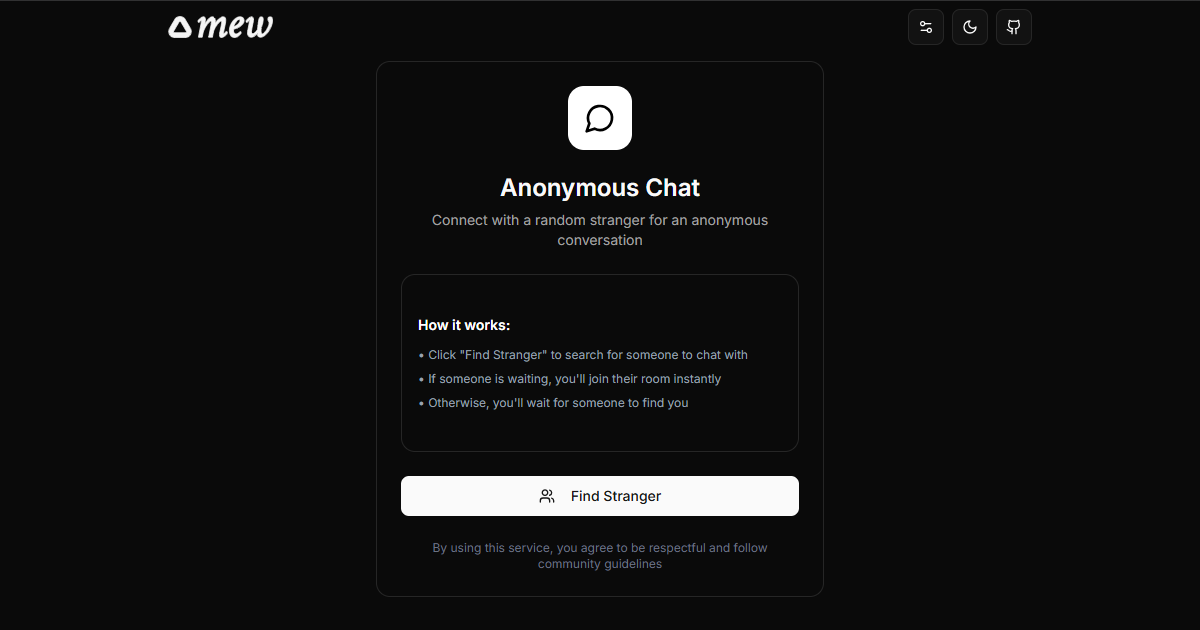 mew
Anonymous Chat
Connect with a random stranger for an anonymous
conversation
How it works:
• Click "Find Stranger" to search for someone to chat with
• If someone is waiting, you'll join their room instantly
• Otherwise, you'll wait for someone to find you
Find Stranger
By using this service, you agree to be respectful and follow
community guidelines